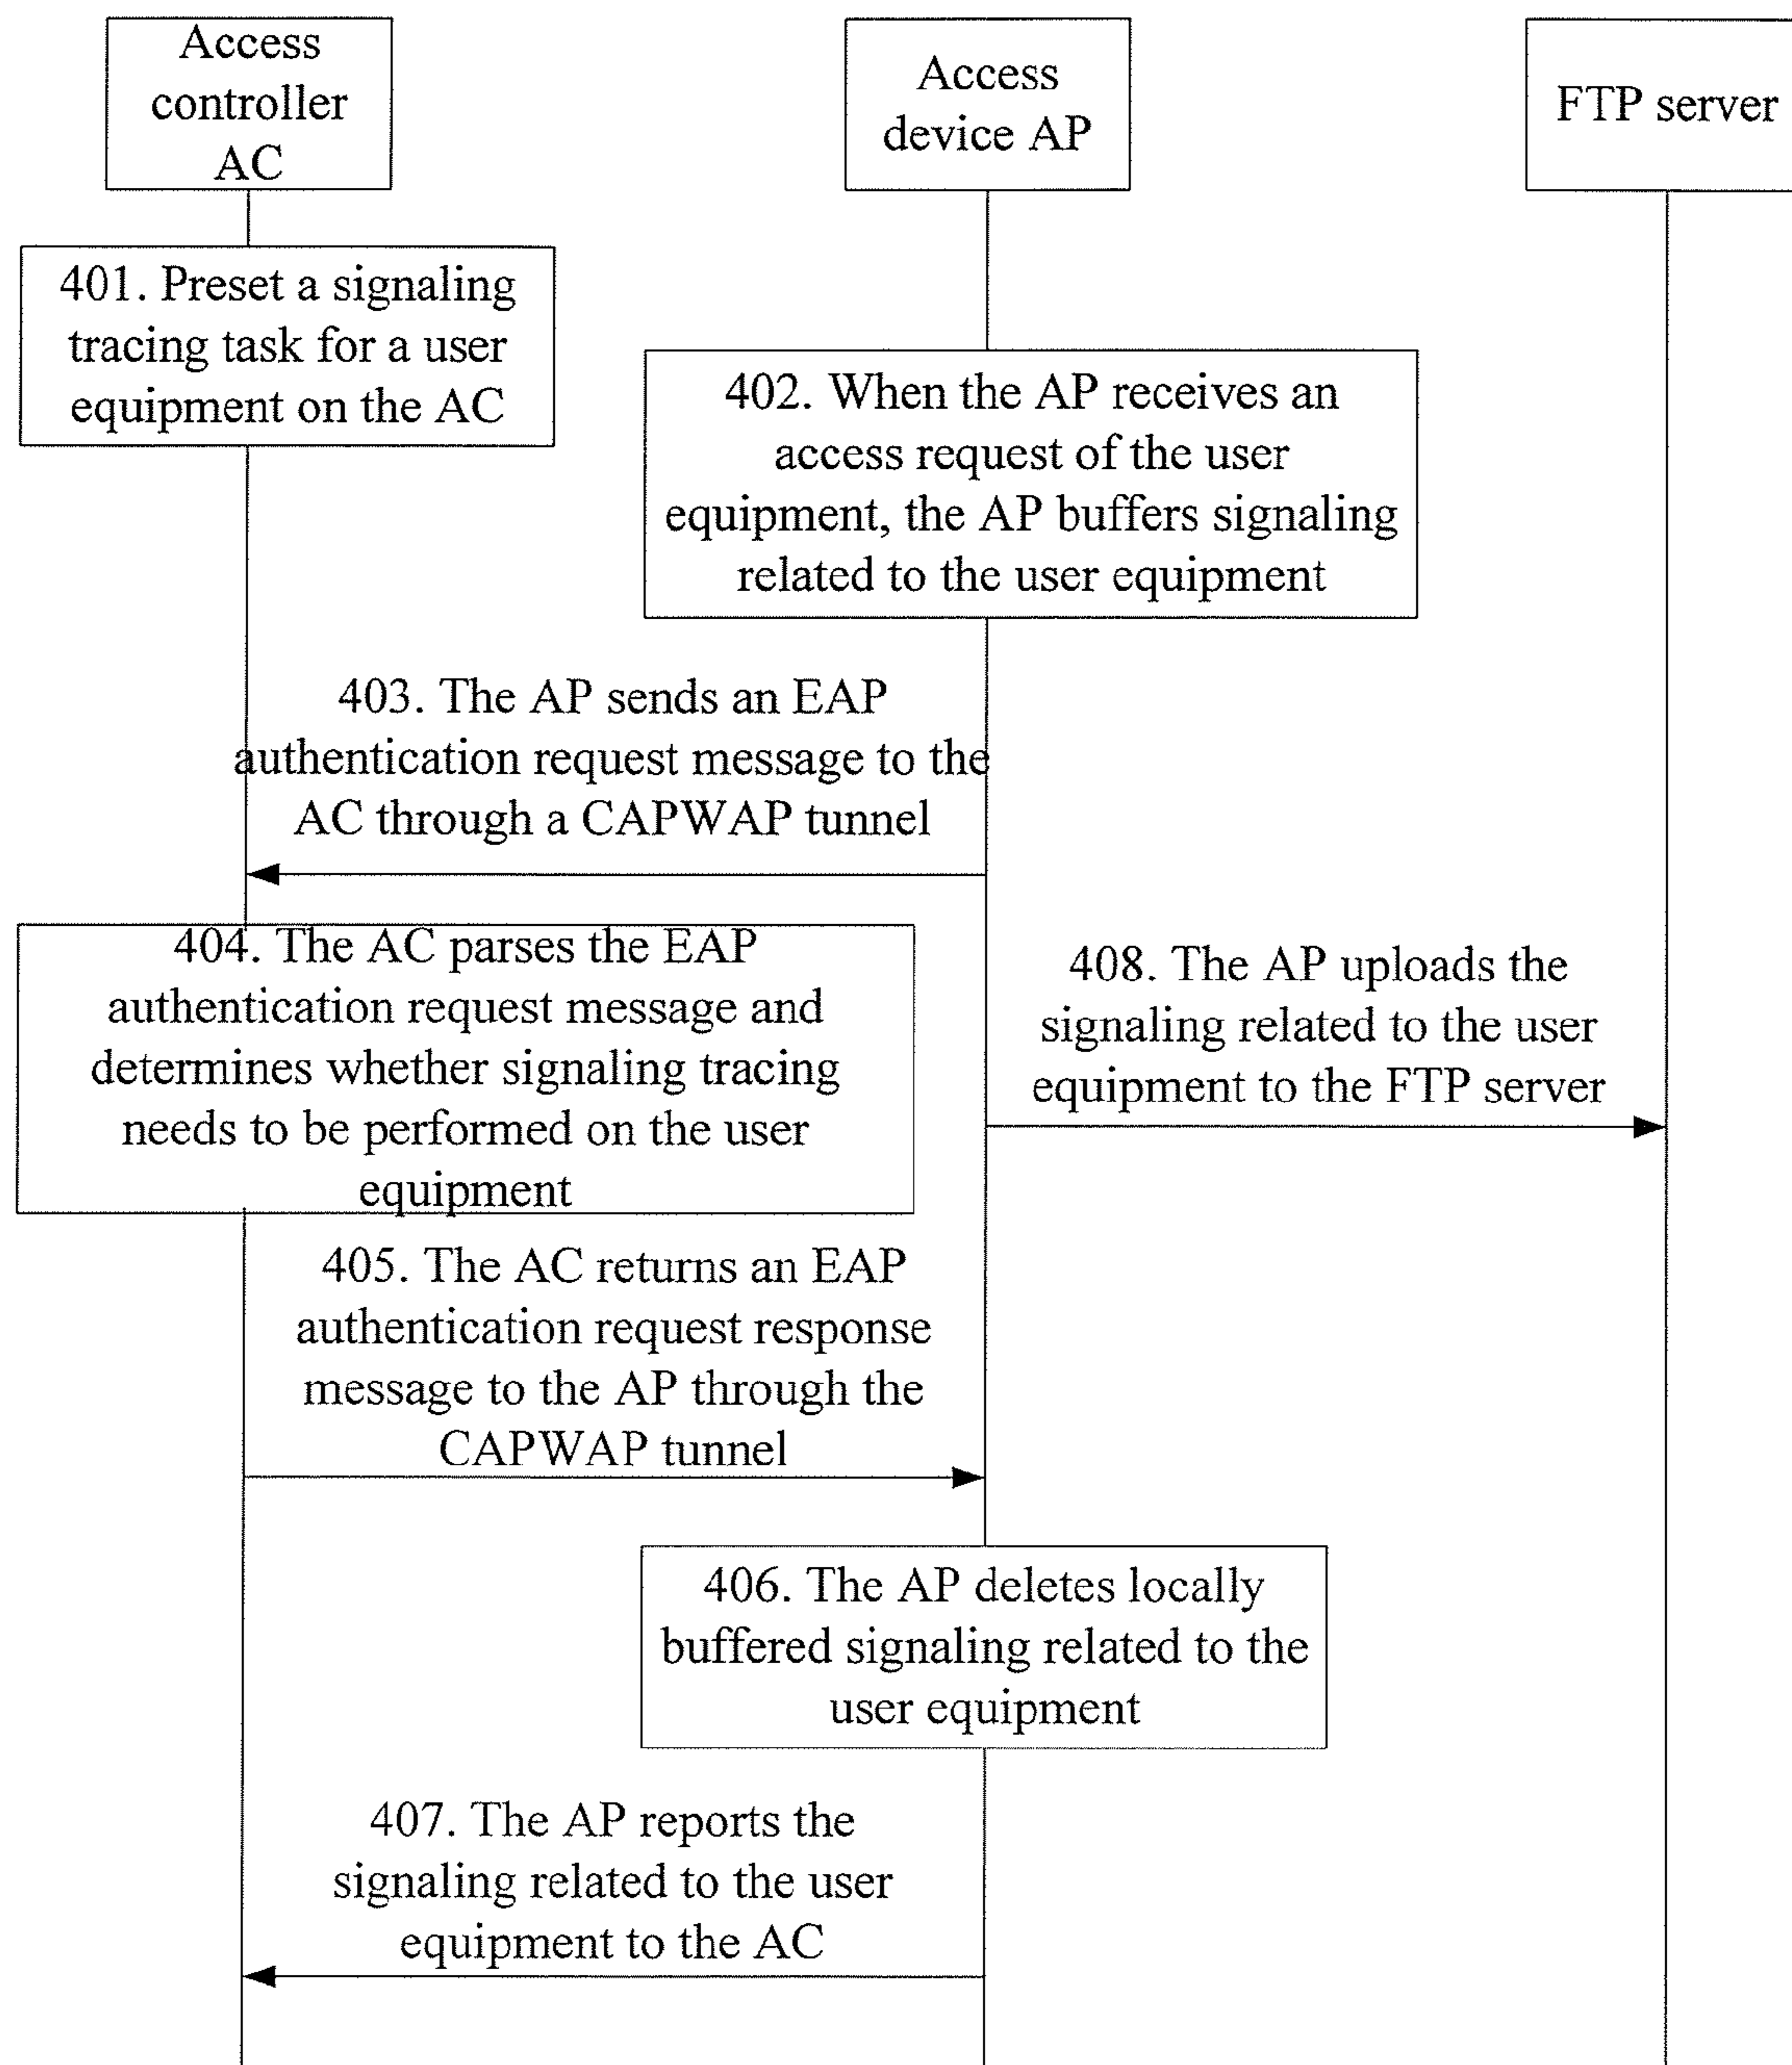 Access
controller
AC
Access
device AP
FTP server
401. Preset a signaling
tracing task for a user
equipment on the AC
402. When the AP receives an
access request of the user
equipment, the AP buffers signaling
related to the user equipment
403. The AP sends an EAP
authentication request message to the
AC through a CAPWAP tunnel
404. The AC parses the EAP
authentication request message and
determines whether signaling tracing
needs to be performed on the user
equipment
408. The AP uploads the
signaling related to the user
equipment to the FTP server
405. The AC returns an EAP
authentication request response
message to the AP through the
CAPWAP tunnel
406. The AP deletes locally
buffered signaling related to the
user equipment
407. The AP reports the
signaling related to the user
equipment to the AC